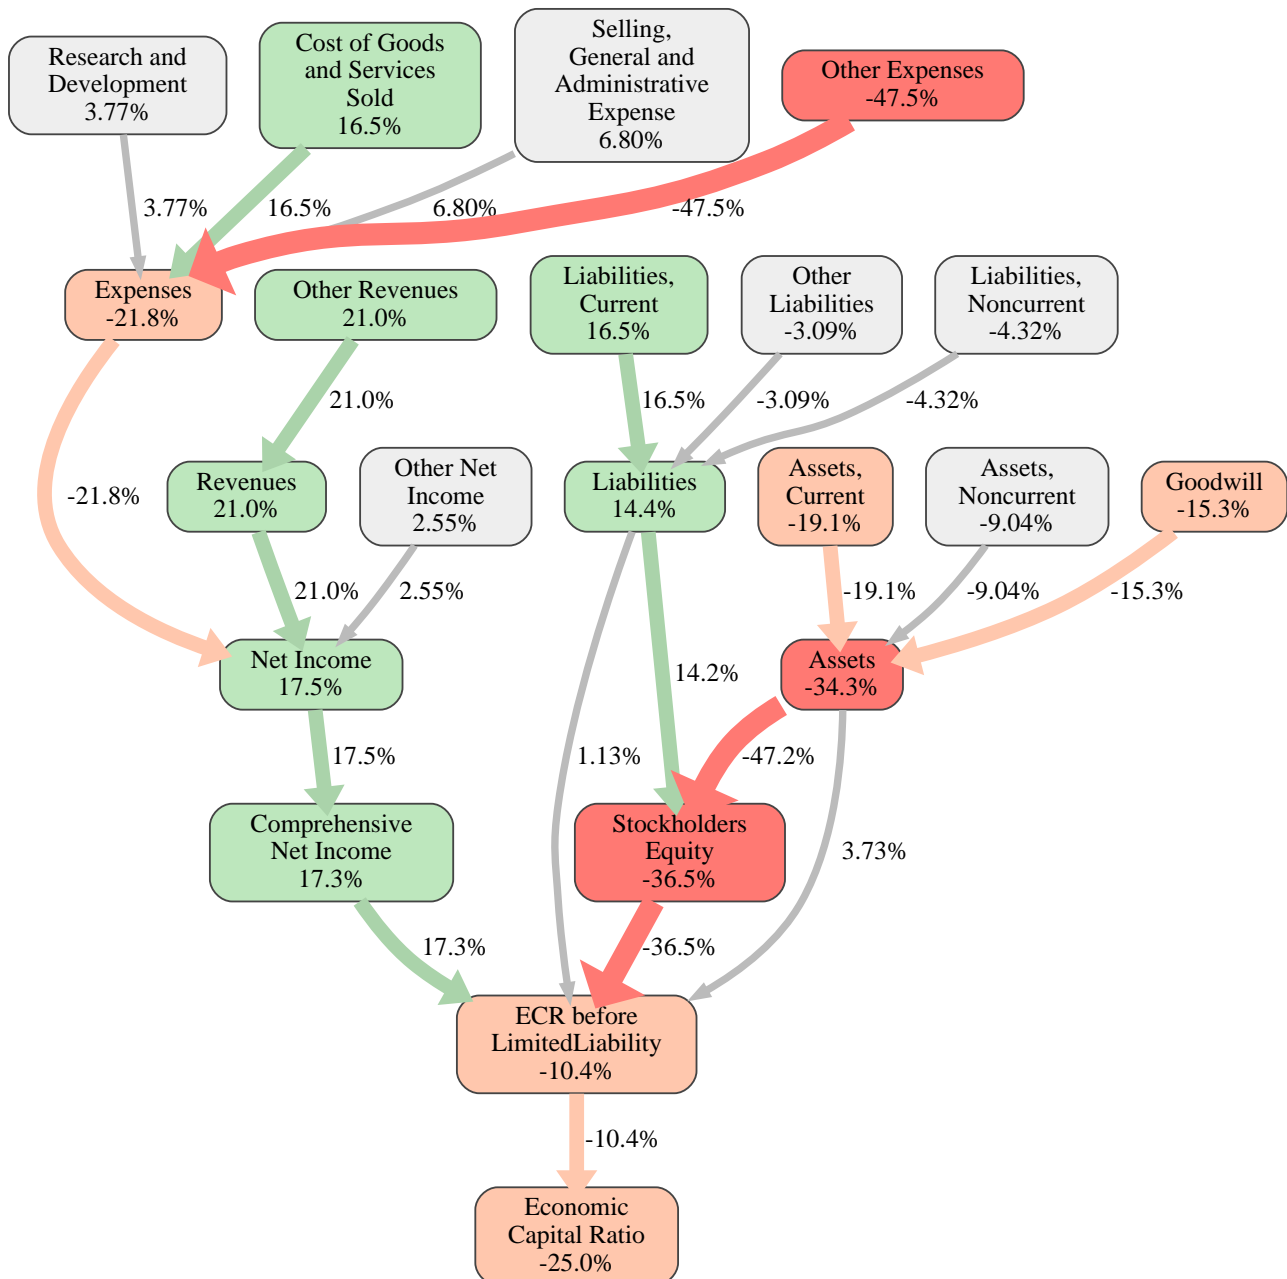 Research and
Development
3.77%
Cost of Goods
and Services
Sold
16.5%
Selling,
General and
Administrative
Expense
6.80%
Other Expenses
-47.5%
3.77%
16.5%
6.80%
-47.5%
Expenses
-21.8%
Other Revenues
21.0%
Liabilities,
Current
16.5%
Other
Liabilities
-3.09%
Liabilities,
Noncurrent
-4.32%
21.0%
16.5%
-3.09%
-4.32%
-21.8%
Revenues
21.0%
Other Net
Income
2.55%
Liabilities
14.4%
Assets,
Current
-19.1%
Assets,
Noncurrent
-9.04%
Goodwill
-15.3%
21.0%
2.55%
-19.1%
-9.04%
-15.3%
Net Income
17.5%
14.2%
Assets
-34.3%
17.5%
1.13%
-47.2%
Comprehensive
Net Income
17.3%
Stockholders
Equity
-36.5%
3.73%
17.3%
-36.5%
ECR before
LimitedLiability
-10.4%
-10.4%
Economic
Capital Ratio
-25.0%